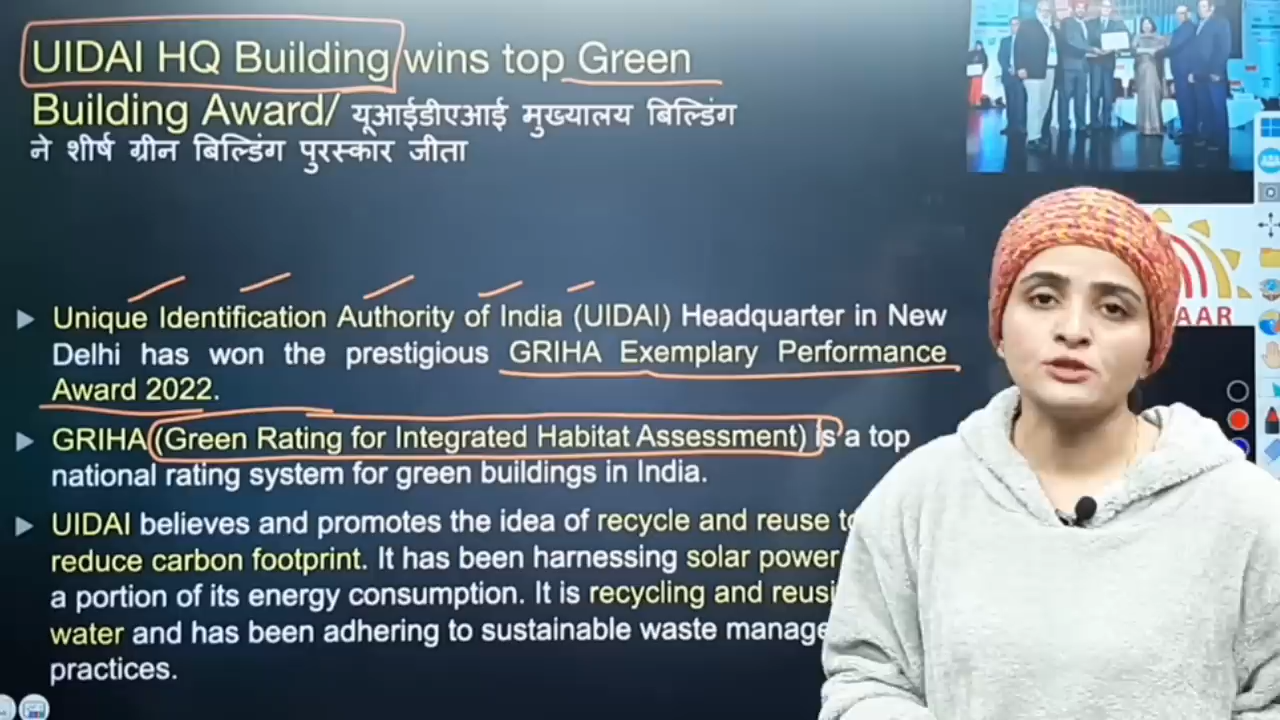 UIDAI HQ Building wins top Green
Building Award/ यूआईडीएआई मुख्यालय बिल्डिंग
ने शीर्ष ग्रीन बिल्डिंग पुरस्कार जीता
Unique Identification Authority of India (UIDAI) Headquarter in New
Delhi has won the prestigious GRIHA Exemplary Performance
Award 2022.
GRIHA (Green Rating for Integrated Habitat Assessment) is a top
national rating system for green buildings in India.
UIDAI believes and promotes the idea of recycle and reuse to
reduce carbon footprint. It has been harnessing solar power
a portion of its energy consumption. It is recycling and reusi
water and has been adhering to sustainable waste manage
practices.
AAR